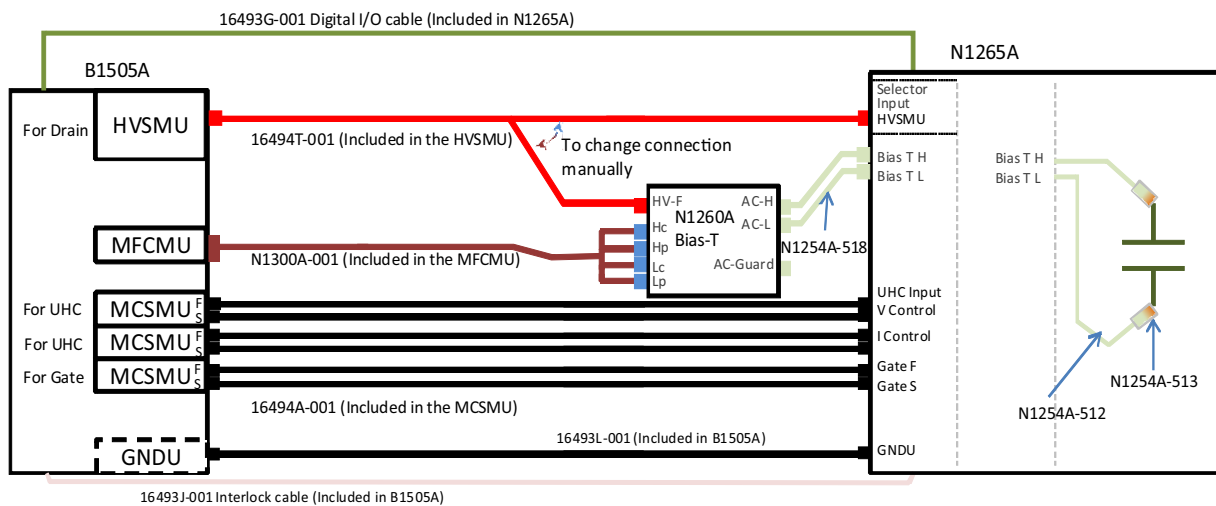 16493G-001 Digital I/O cable (Included in N1265A)
B1505A
N1265A
For Drain
HVSMU
16494T-001 (Included in the HVSMU)
To change connection
manually
Selector
Input
HVSMU
Bias T H
Bias T L
Bias T H
Bias T L
HV-F
AC-H
N1260A
Bias-T
Hc
AC-L
Hp
Lc
AC-Guard
Lp
N1254A-518
MFCMU
N1300A-001 (Included in the MFCMU)
For UHC
MCSMU
F
S
UHC Input
V Control
For UHC
MCSMU
F
S
I Control
For Gate
MCSMU
F
S
Gate F
Gate S
16494A-001 (Included in the MCSMU)
N1254A-513
N1254A-512
GNDU
16493L-001 (Included in B1505A)
GNDU
16493J-001 Interlock cable (Included in B1505A)